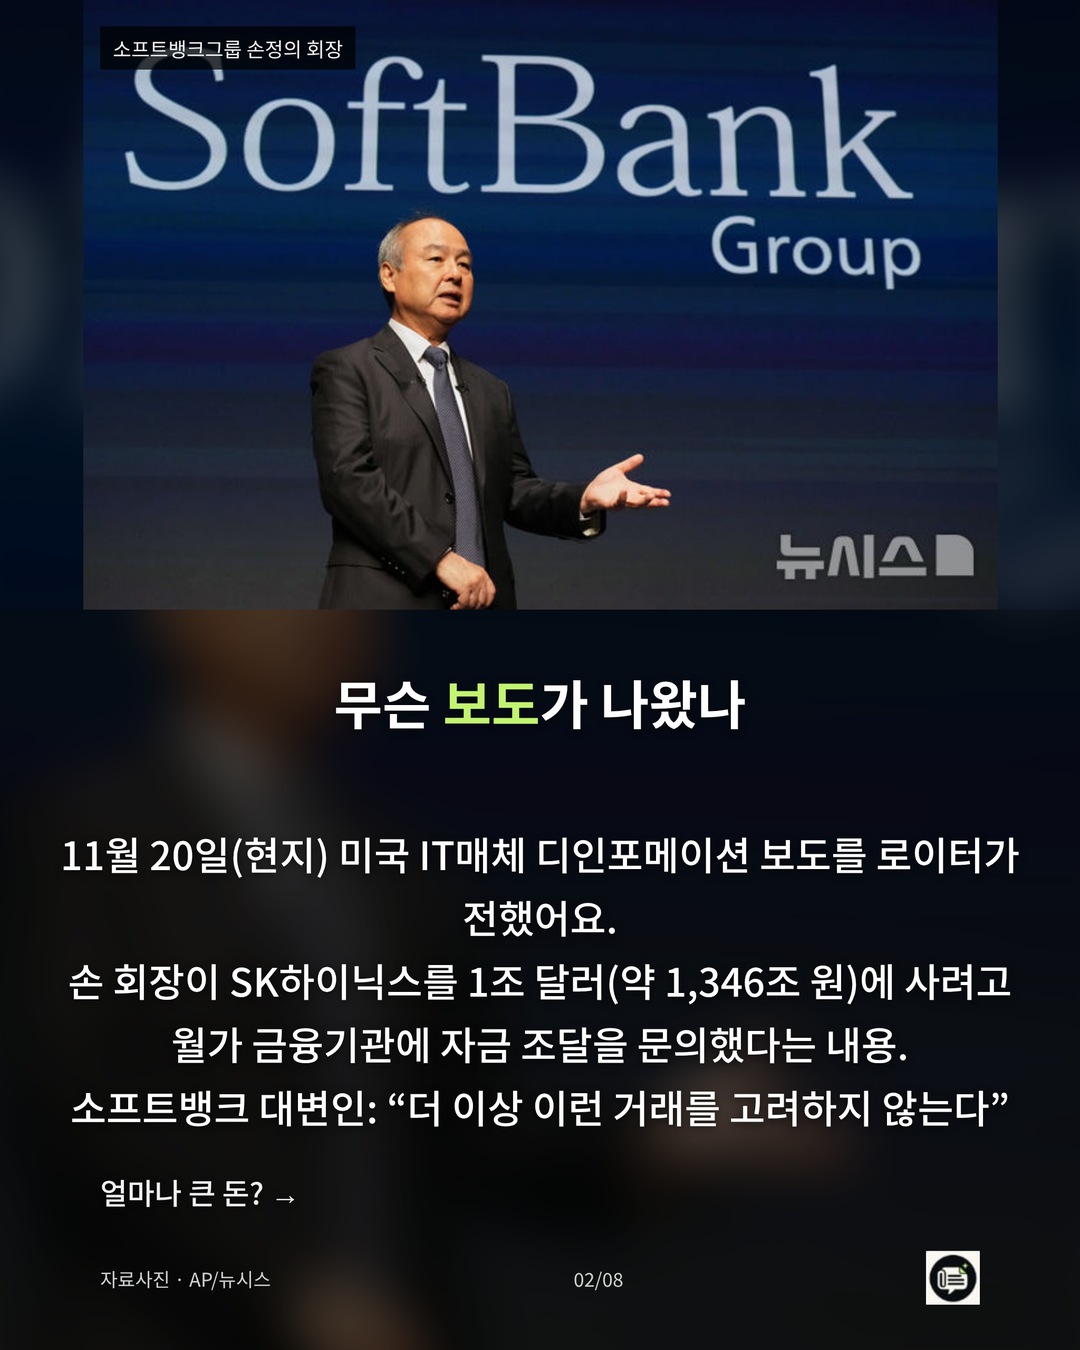 소프트뱅크그룹 손정의 회장
SoftBank
Group
뉴시스
무슨 보도가 나왔나
11월 20일(현지) 미국 IT매체 디인포메이션 보도를 로이터가
전했어요.
손 회장이 SK하이닉스를 1조 달러(약 1,346조 원)에 사려고
월가 금융기관에 자금 조달을 문의했다는 내용.
소프트뱅크 대변인: “더 이상 이런 거래를 고려하지 않는다”
얼마나 큰 돈? →
자료사진 · AP/뉴시스
02/08